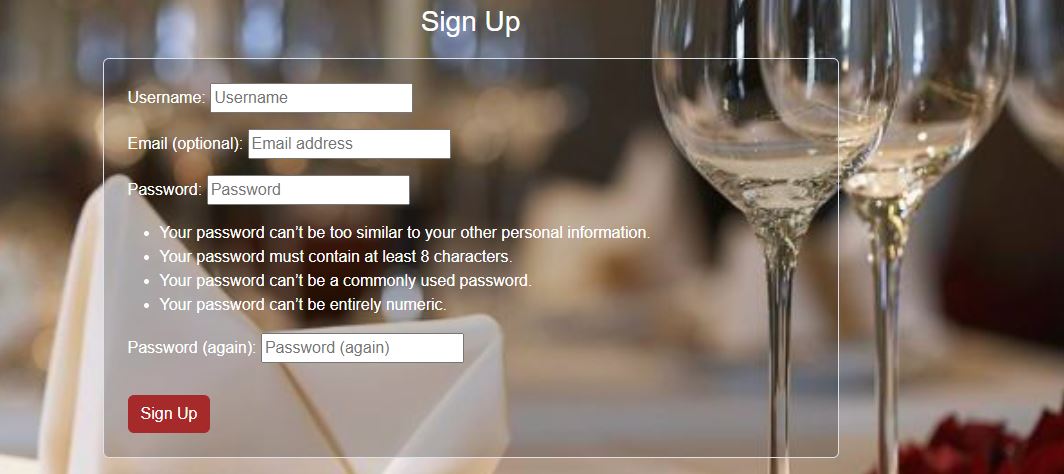 Sign Up
Username: Username
Email (optional): Email address
Password: Password
Your password can’t be too similar to your other personal information.
Your password must contain at least 8 characters.
Your password can’t be a commonly used password.
Your password can’t be entirely numeric.
Password (again): Password (again)
Sign Up